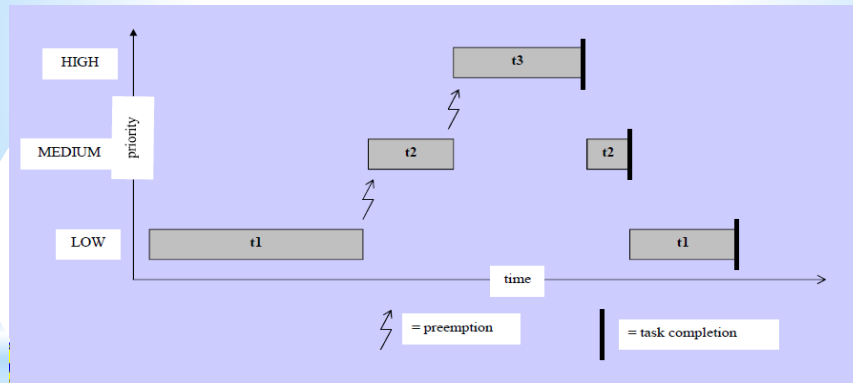 HIGH
t3
priority
MEDIUM
t2
t2
LOW
t1
t1
time
= preemption
= task completion